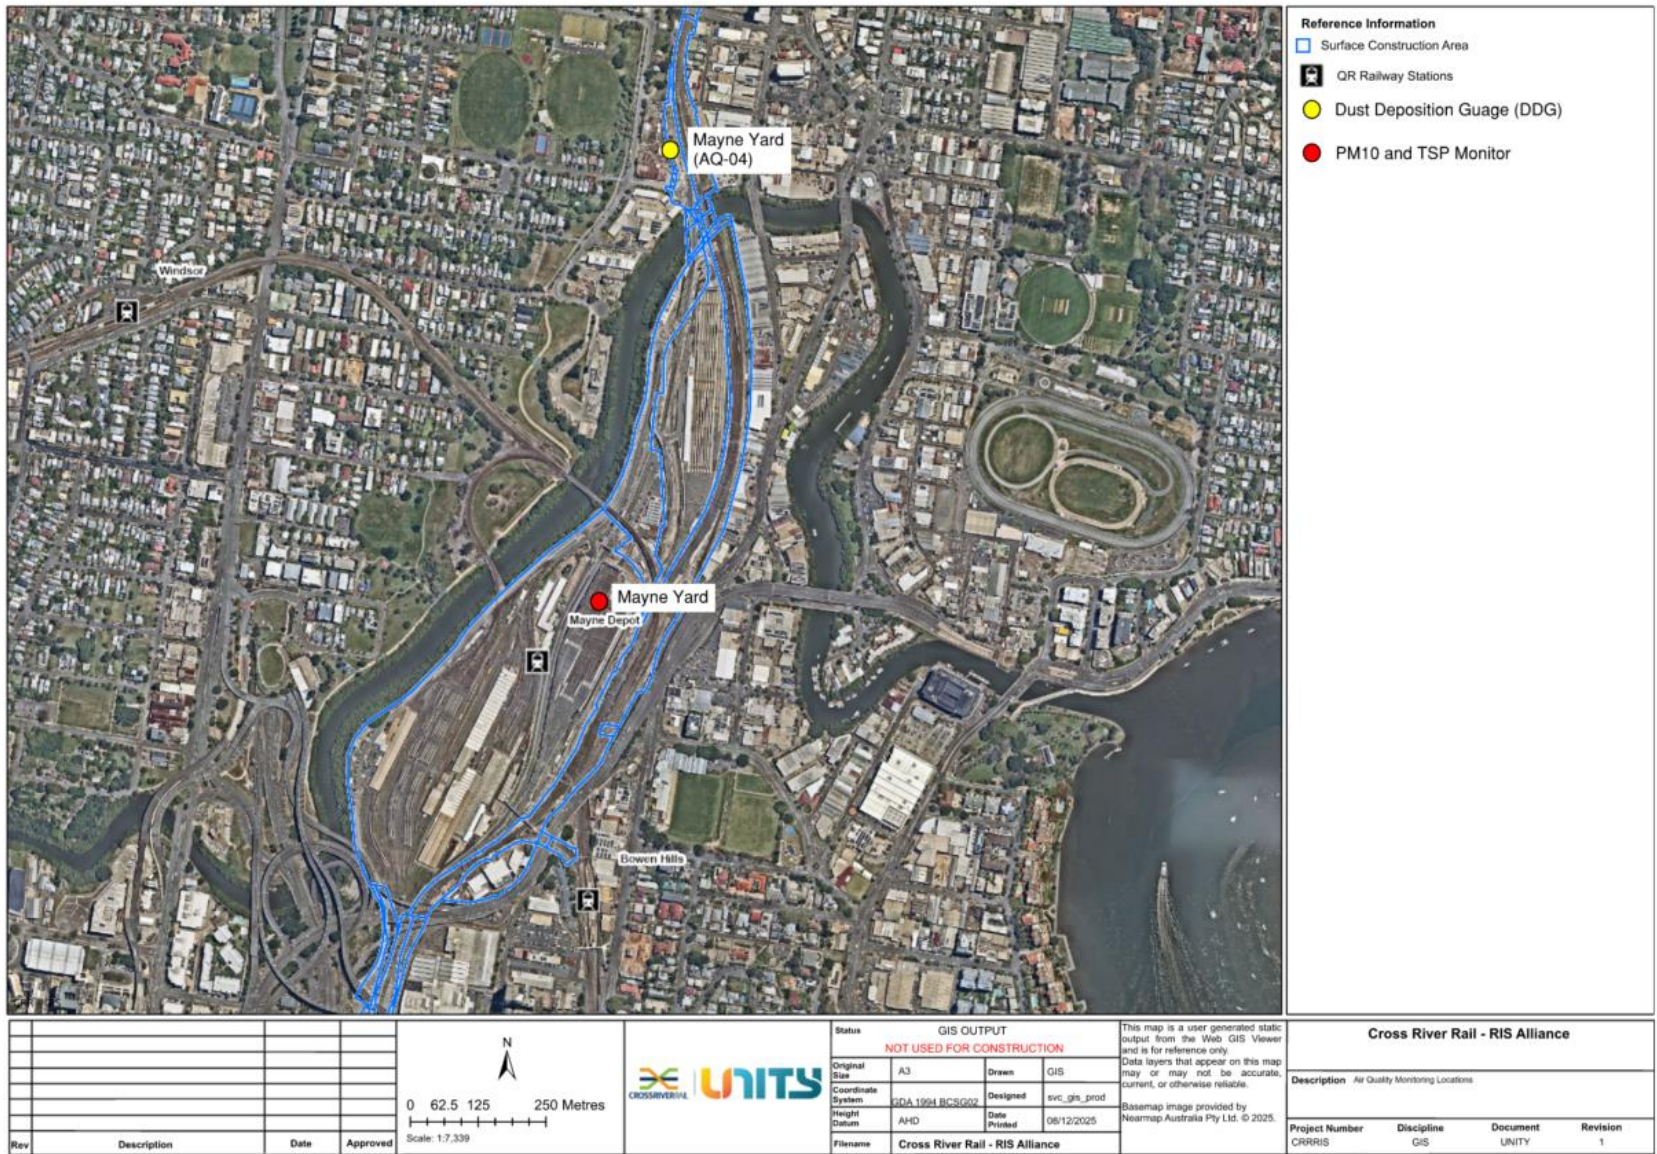 Reference Information
Surface Construction Area
QR Railway Stations
Dust Deposition Guage (DDG)
PM10 and TSP Monitor
Mayne Yard
(AQ-04)
Windsor
Mayne Yard
Mayne Depot
Bowen Hills
Rev
Description
Date
Approved
N
0 62.5 125 250 Metres
Scale: 1:7,339
CROSSRIVERRAIL
UNITY
Status
GIS OUTPUT
NOT USED FOR CONSTRUCTION
Original
Size
A3
Drawn
GIS
Coordinate
System
GDA 1994 BCSG02
Designed
svc_gis_prod
Height
Datum
AHD
Date
Printed
08/12/2025
Filename
Cross River Rail - RIS Alliance
This map is a user generated static
output from the Web GIS Viewer
and is for reference only.
Data layers that appear on this map
may or may not be accurate,
current, or otherwise reliable.
Basemap image provided by
Nearmap Australia Pty Ltd. © 2025.
Cross River Rail - RIS Alliance
Description Air Quality Monitoring Locations
Project Number
Discipline
Document
Revision
CRRRIS
GIS
UNITY
1